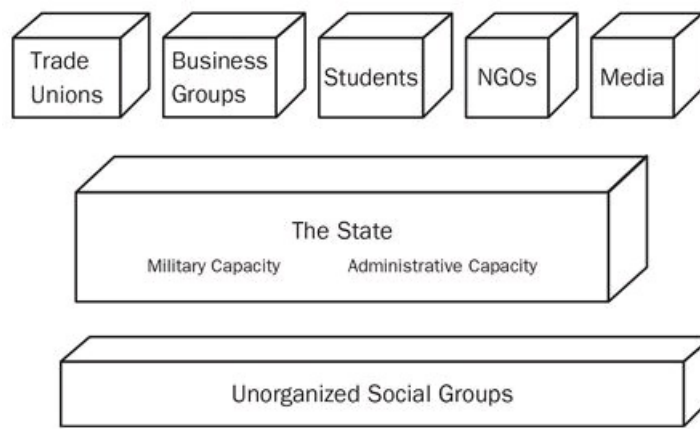 Trade
Unions
Business
Groups
Students
NGOs
Media
The State
Military Capacity
Administrative Capacity
Unorganized Social Groups